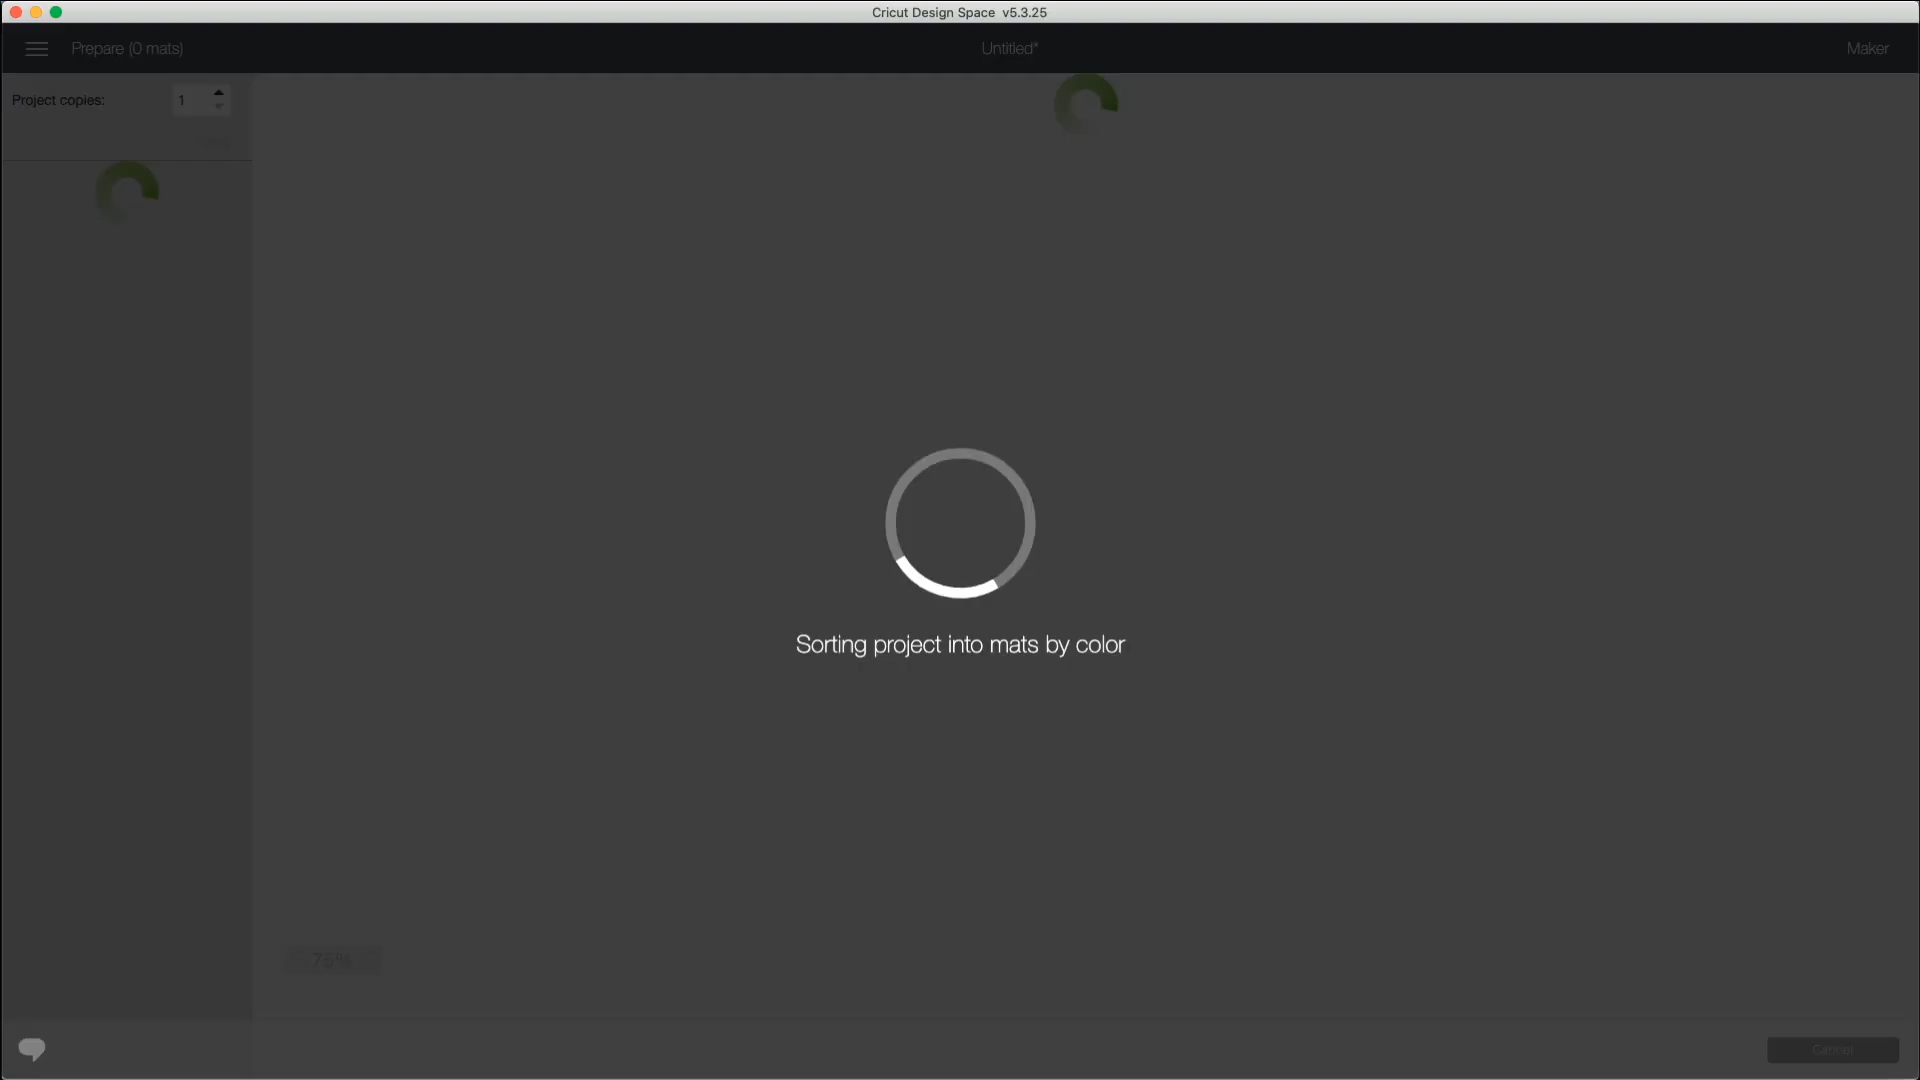 Cricut Design Space v5.3.25
Prepare (0 mats)
Untitled*
Maker
Project copies:
1
Sorting project into mats by color
75%
Cancel